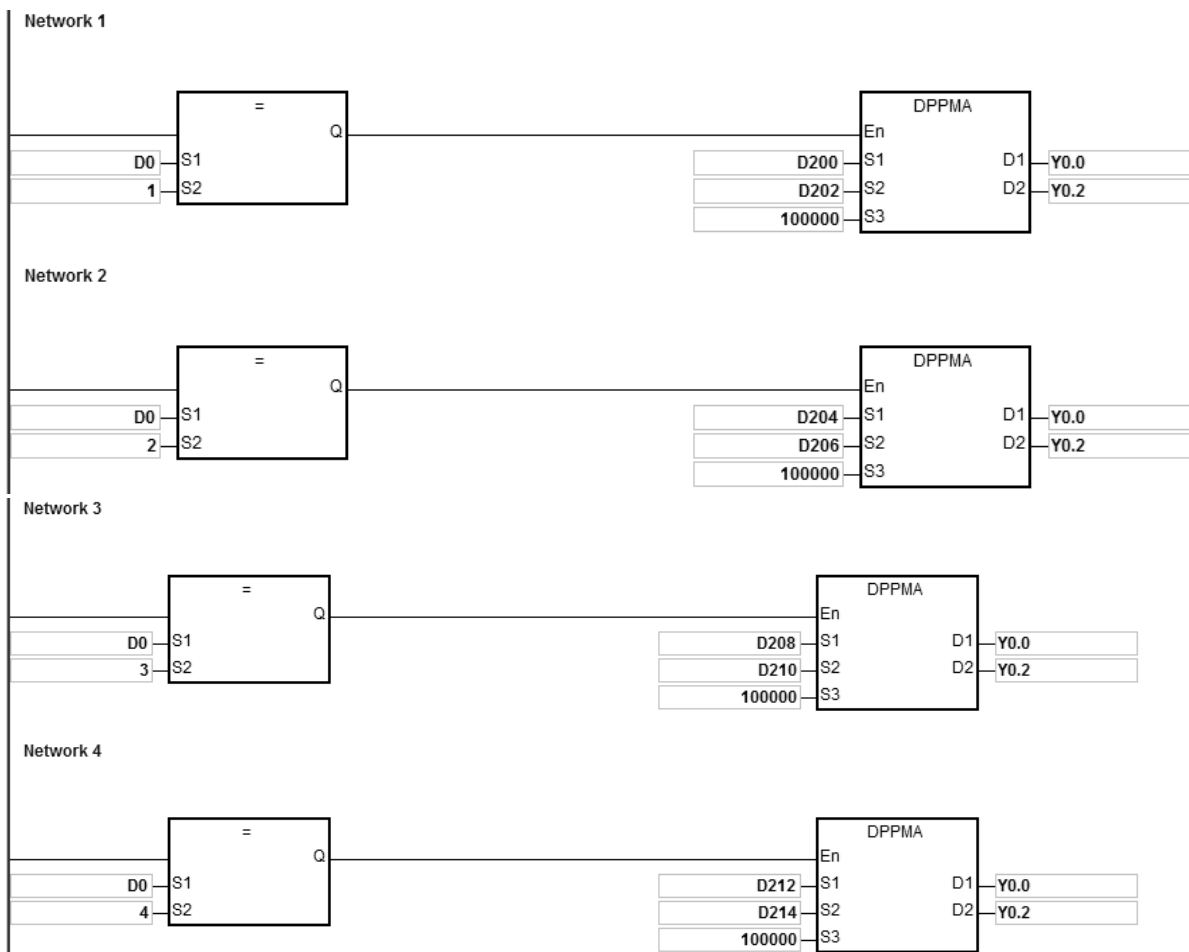 Network 1
= DPPMA
Q En
D0 S1 D200 S1 D1 Y0.0
1 S2 D202 S2 D2 Y0.2
100000 S3
Network 2
= DPPMA
Q En
D0 S1 D204 S1 D1 Y0.0
2 S2 D206 S2 D2 Y0.2
100000 S3
Network 3
= DPPMA
Q En
D0 S1 D208 S1 D1 Y0.0
3 S2 D210 S2 D2 Y0.2
100000 S3
Network 4
= DPPMA
Q En
D0 S1 D212 S1 D1 Y0.0
4 S2 D214 S2 D2 Y0.2
100000 S3